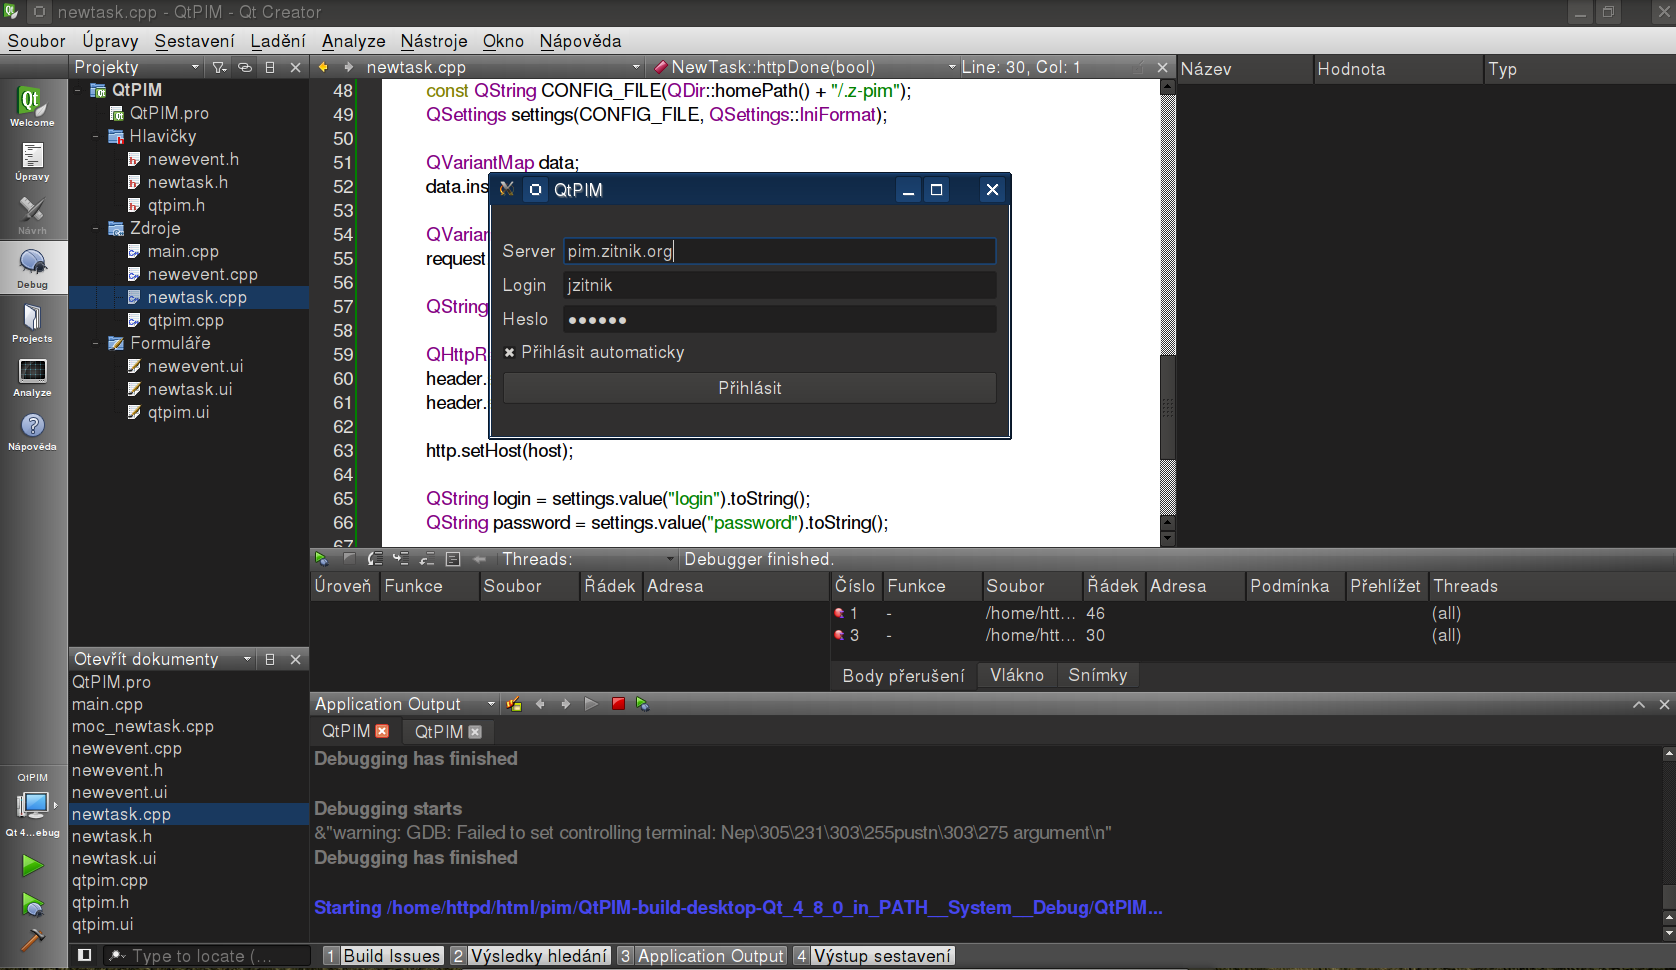 newtask.cpp - QtPIM - Qt Creator
Soubor Úpravy Sestavení Ladění Analyze Nástroje Okno Nápověda
Projekty
newtask.cpp
NewTask::httpDone(bool)
Line: 30, Col: 1
Název Hodnota Typ
Welcome
Úpravy
Návrh
Debug
Projects
Analyze
Nápověda
QtPIM
QtPIM.pro
Hlavičky
newevent.h
newtask.h
qtpim.h
Zdroje
main.cpp
newevent.cpp
newtask.cpp
qtpim.cpp
Formuláře
newevent.ui
newtask.ui
qtpim.ui
48 const QString CONFIG_FILE(QDir::homePath() + "/.z-pim");
49 QSettings settings(CONFIG_FILE, QSettings::IniFormat);
50
51 QVariantMap data;
52 data.ins
53
54 QVarian
55 request
56
57 QString
58
59 QHttpR
60 header.
61 header.
62
63 http.setHost(host);
64
65 QString login = settings.value("login").toString();
66 QString password = settings.value("password").toString();
67
QtPIM
Server pim.zitnik.org
Login jzitnik
Heslo ●●●●●●
Přihlásit automaticky
Přihlásit
Threads:
Debugger finished.
Úroveň Funkce Soubor Řádek Adresa
Číslo Funkce Soubor Řádek Adresa Podmínka Přehlížet Threads
1 - /home/htt... 46 (all)
3 - /home/htt... 30 (all)
Body přerušení Vlákno Snímky
Otevřít dokumenty
QtPIM.pro
main.cpp
moc_newtask.cpp
newevent.cpp
newevent.h
newevent.ui
newtask.cpp
newtask.h
newtask.ui
qtpim.cpp
qtpim.h
qtpim.ui
QtPIM
Qt 4...ebug
Application Output
QtPIM QtPIM
Debugging has finished
Debugging starts
&"warning: GDB: Failed to set controlling terminal: Nep\305\231\303\255pustn\303\275 argument\n"
Debugging has finished
Starting /home/httpd/html/pim/QtPIM-build-desktop-Qt_4_8_0_in_PATH__System__Debug/QtPIM...
Type to locate (...
1 Build Issues 2 Výsledky hledání 3 Application Output 4 Výstup sestavení